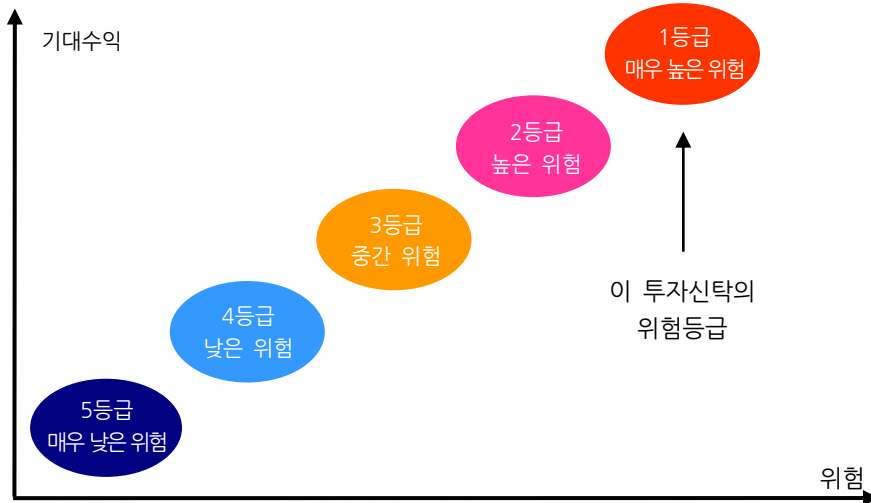 기대수익
1등급
매우 높은 위험
2등급
높은 위험
3등급
중간 위험
4등급
낮은 위험
5등급
매우 낮은 위험
이 투자신탁의
위험등급
위험